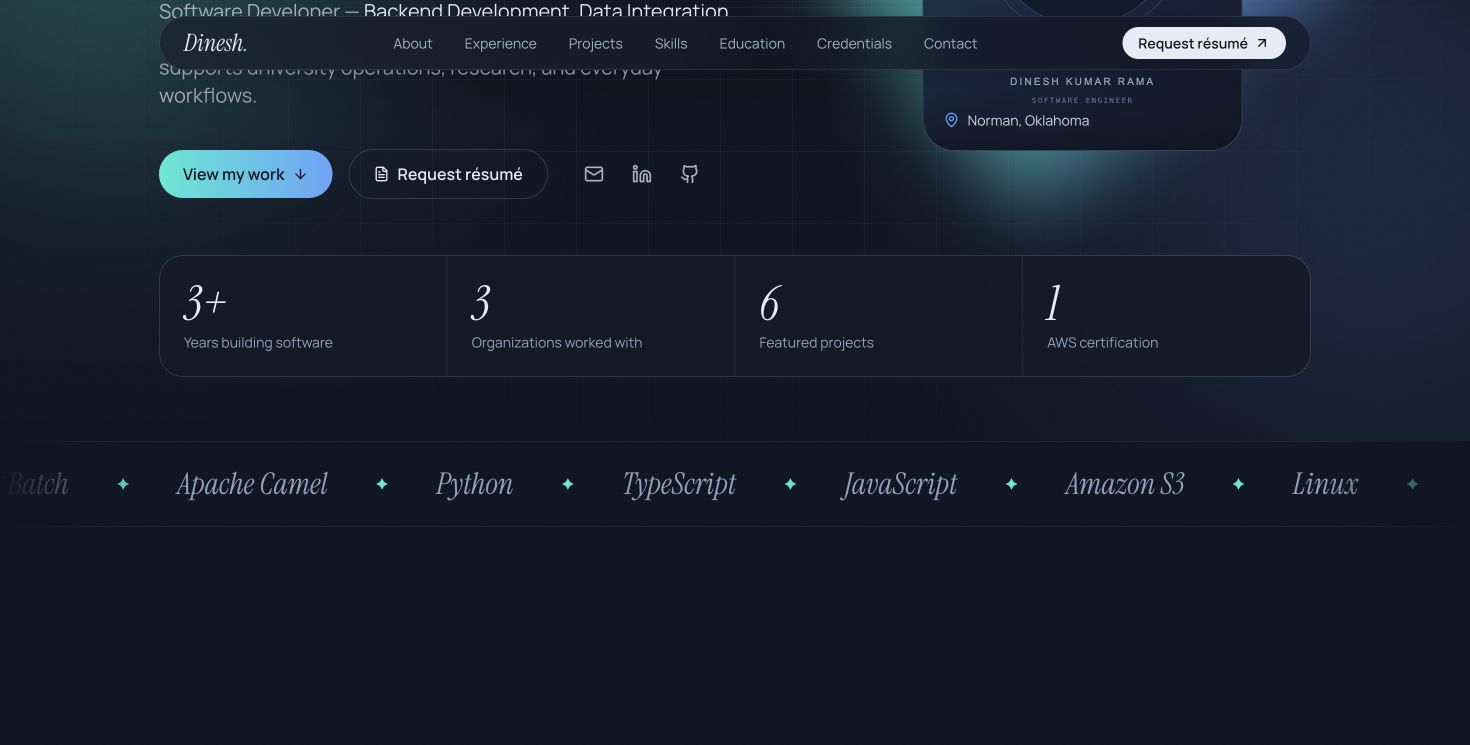 Software Developer — Backend Development, Data Integration
Dinesh.
About
Experience
Projects
Skills
Education
Credentials
Contact
Request résumé
supports university operations, research, and everyday
workflows.
DINESH KUMAR RAMA
SOFTWARE ENGINEER
Norman, Oklahoma
View my work
Request résumé
3+
Years building software
3
Organizations worked with
6
Featured projects
1
AWS certification
Batch ✦ Apache Camel ✦ Python ✦ TypeScript ✦ JavaScript ✦ Amazon S3 ✦ Linux ✦